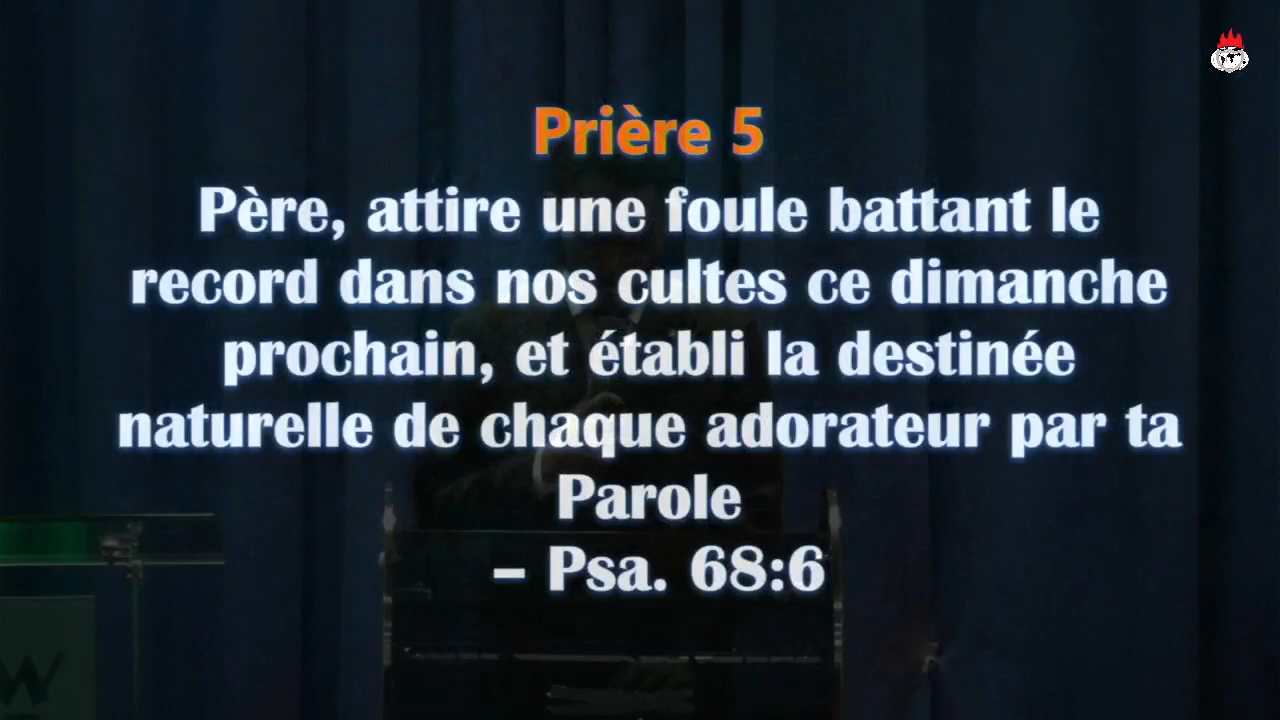 Prière 5
Père, attire une foule battant le
record dans nos cultes ce dimanche
prochain, et établi la destinée
naturelle de chaque adorateur par ta
Parole
– Psa. 68:6
W